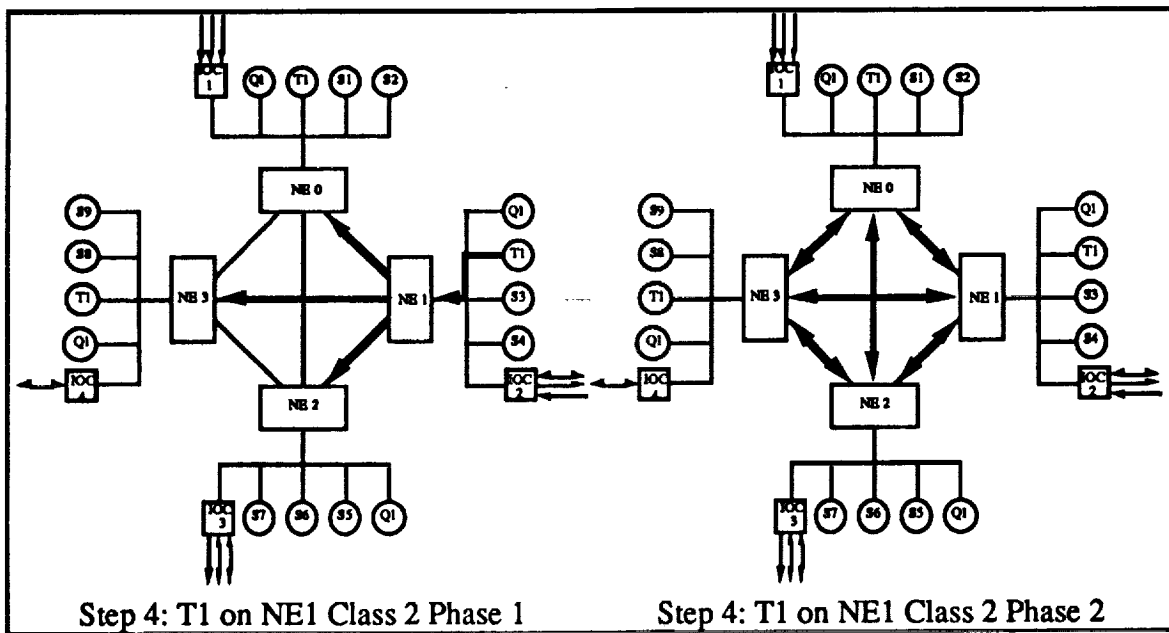 IOC 1 Q1 T1 S1 S2
NE 0
S9
S8
T1
Q1
IOC
NE 3
NE 1
Q1
T1
S3
S4
IOC 2
NE 2
IOC 3 S7 S6 S5 Q1
Step 4: T1 on NE1 Class 2 Phase 1
IOC 1 Q1 T1 S1 S2
NE 0
S9
S8
T1
Q1
IOC
NE 3
NE 1
Q1
T1
S3
S4
IOC 2
NE 2
IOC 3 S7 S6 S5 Q1
Step 4: T1 on NE1 Class 2 Phase 2